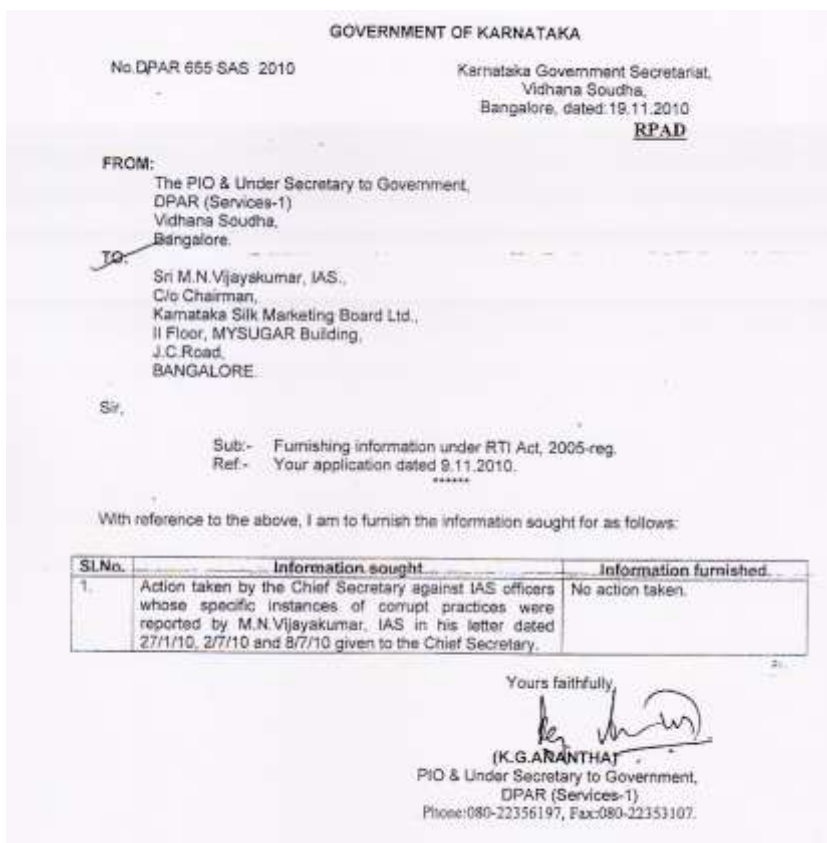 GOVERNMENT OF KARNATAKA
No.DPAR 655 SAS 2010
Karnataka Government Secretariat,
Vidhana Soudha,
Bangalore, dated:19.11.2010
RPAD
FROM:
The PIO & Under Secretary to Government,
DPAR (Services-1)
Vidhana Soudha,
Bangalore.
TO:
Sri M.N.Vijayakumar, IAS.,
C/o Chairman,
Karnataka Silk Marketing Board Ltd.,
II Floor, MYSUGAR Building,
J.C.Road,
BANGALORE.
Sir,
Sub:- Furnishing information under RTI Act, 2005-reg.
Ref:- Your application dated 9.11.2010.
******
With reference to the above, I am to furnish the information sought for as follows:
Sl.No. Information sought Information furnished.
1. Action taken by the Chief Secretary against IAS officers No action taken.
whose specific instances of corrupt practices were
reported by M.N.Vijayakumar, IAS in his letter dated
27/1/10, 2/7/10 and 8/7/10 given to the Chief Secretary.
Yours faithfully,
(K.G.ANANTHA)
PIO & Under Secretary to Government,
DPAR (Services-1)
Phone:080-22356197, Fax:080-22353107.